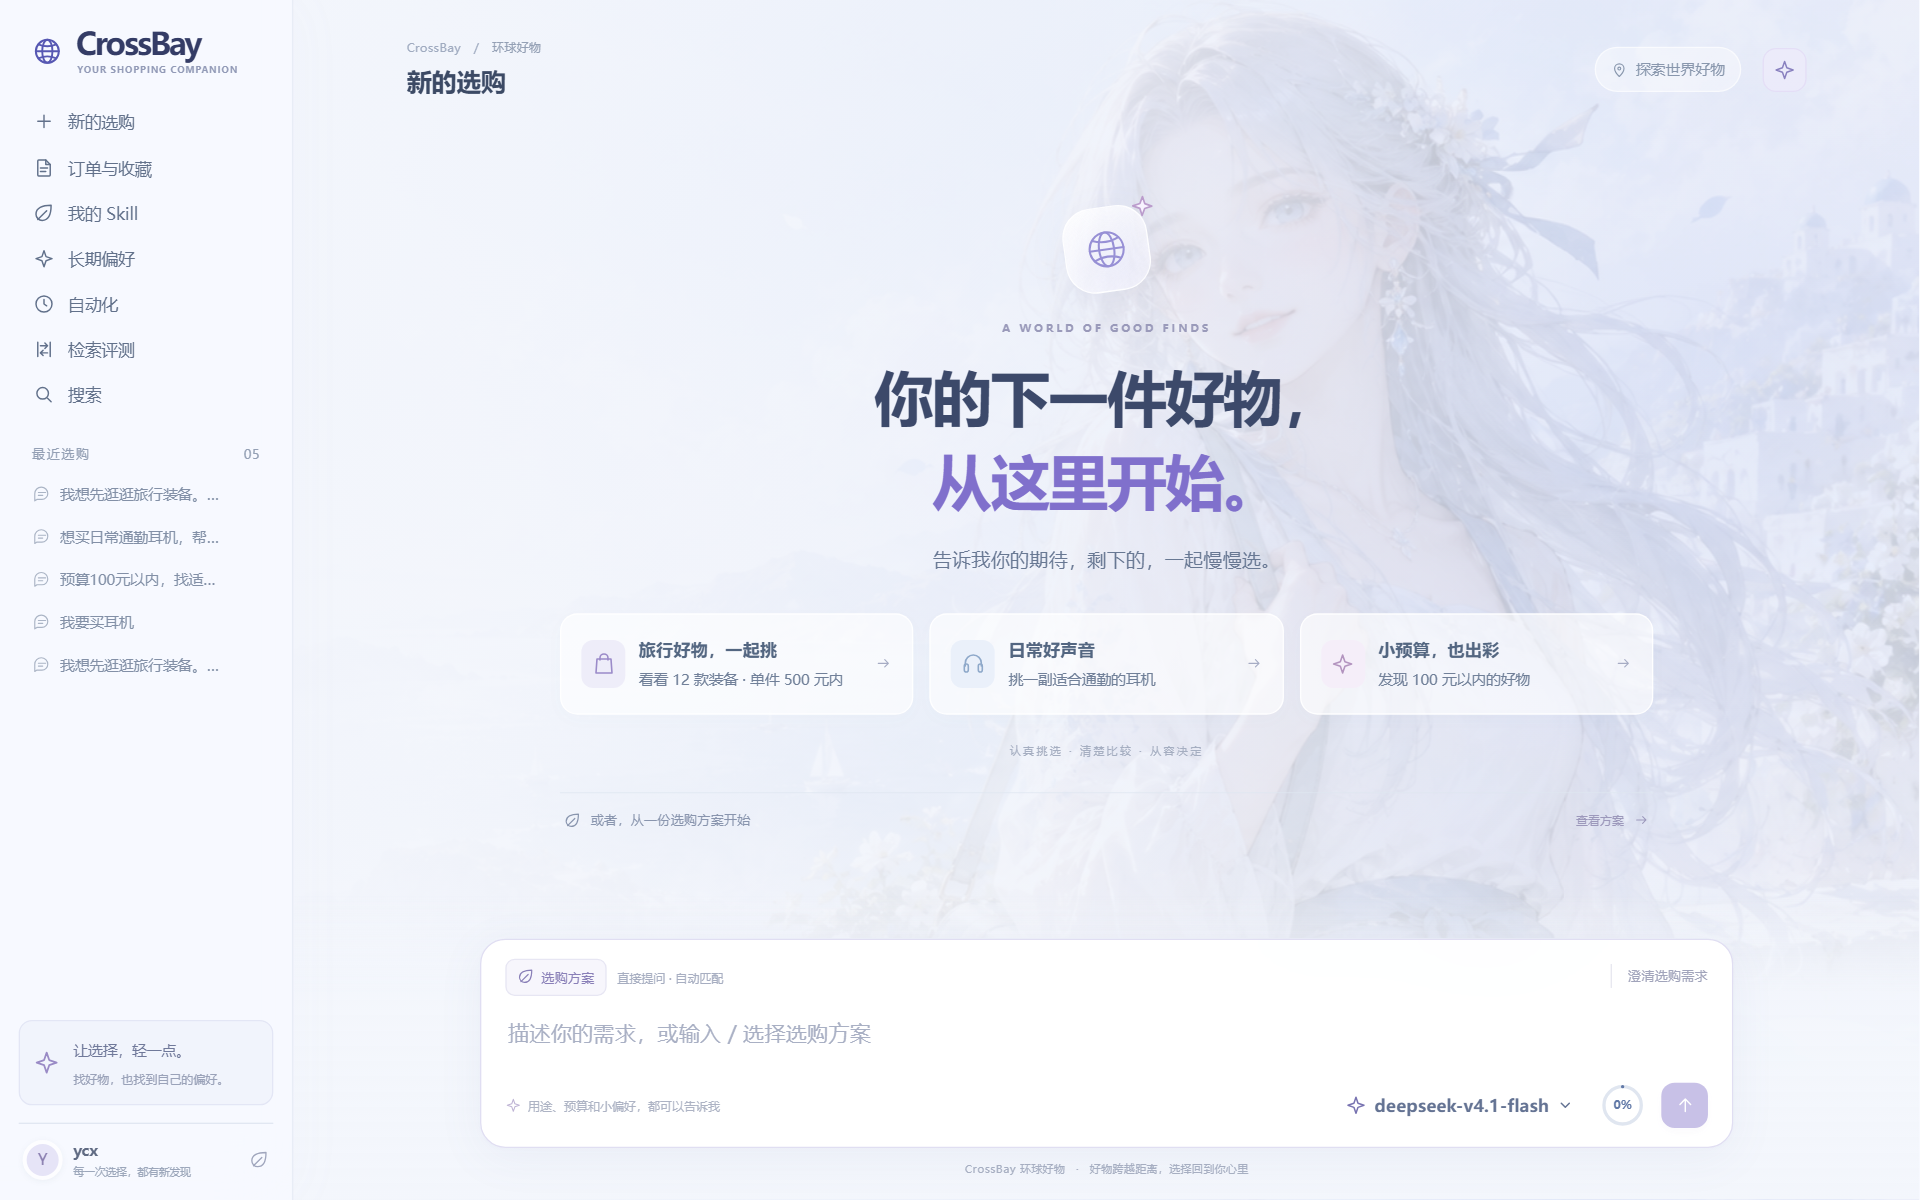 CrossBay
YOUR SHOPPING COMPANION
新的选购
订单与收藏
我的 Skill
长期偏好
自动化
检索评测
搜索
最近选购 05
我想先逛逛旅行装备。...
想买日常通勤耳机，帮...
预算100元以内，找适...
我要买耳机
我想先逛逛旅行装备。...
让选择，轻一点。
找好物，也找到自己的偏好。
Y
ycx
每一次选择，都有新发现
CrossBay / 环球好物
新的选购
探索世界好物
A WORLD OF GOOD FINDS
你的下一件好物，
从这里开始。
告诉我你的期待，剩下的，一起慢慢选。
旅行好物，一起挑
看看 12 款装备 · 单件 500 元内
日常好声音
挑一副适合通勤的耳机
小预算，也出彩
发现 100 元以内的好物
认真挑选 · 清楚比较 · 从容决定
或者，从一份选购方案开始
查看方案
选购方案
直接提问 · 自动匹配
澄清选购需求
描述你的需求，或输入 / 选择选购方案
用途、预算和小偏好，都可以告诉我
deepseek-v4.1-flash
0%
CrossBay 环球好物 · 好物跨越距离，选择回到你心里